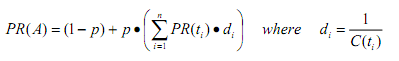 PR(A) = (1 − p) + p • ( ∑_{i=1}^{n} PR(t_i) • d_i ) where d_i = 1 / C(t_i)